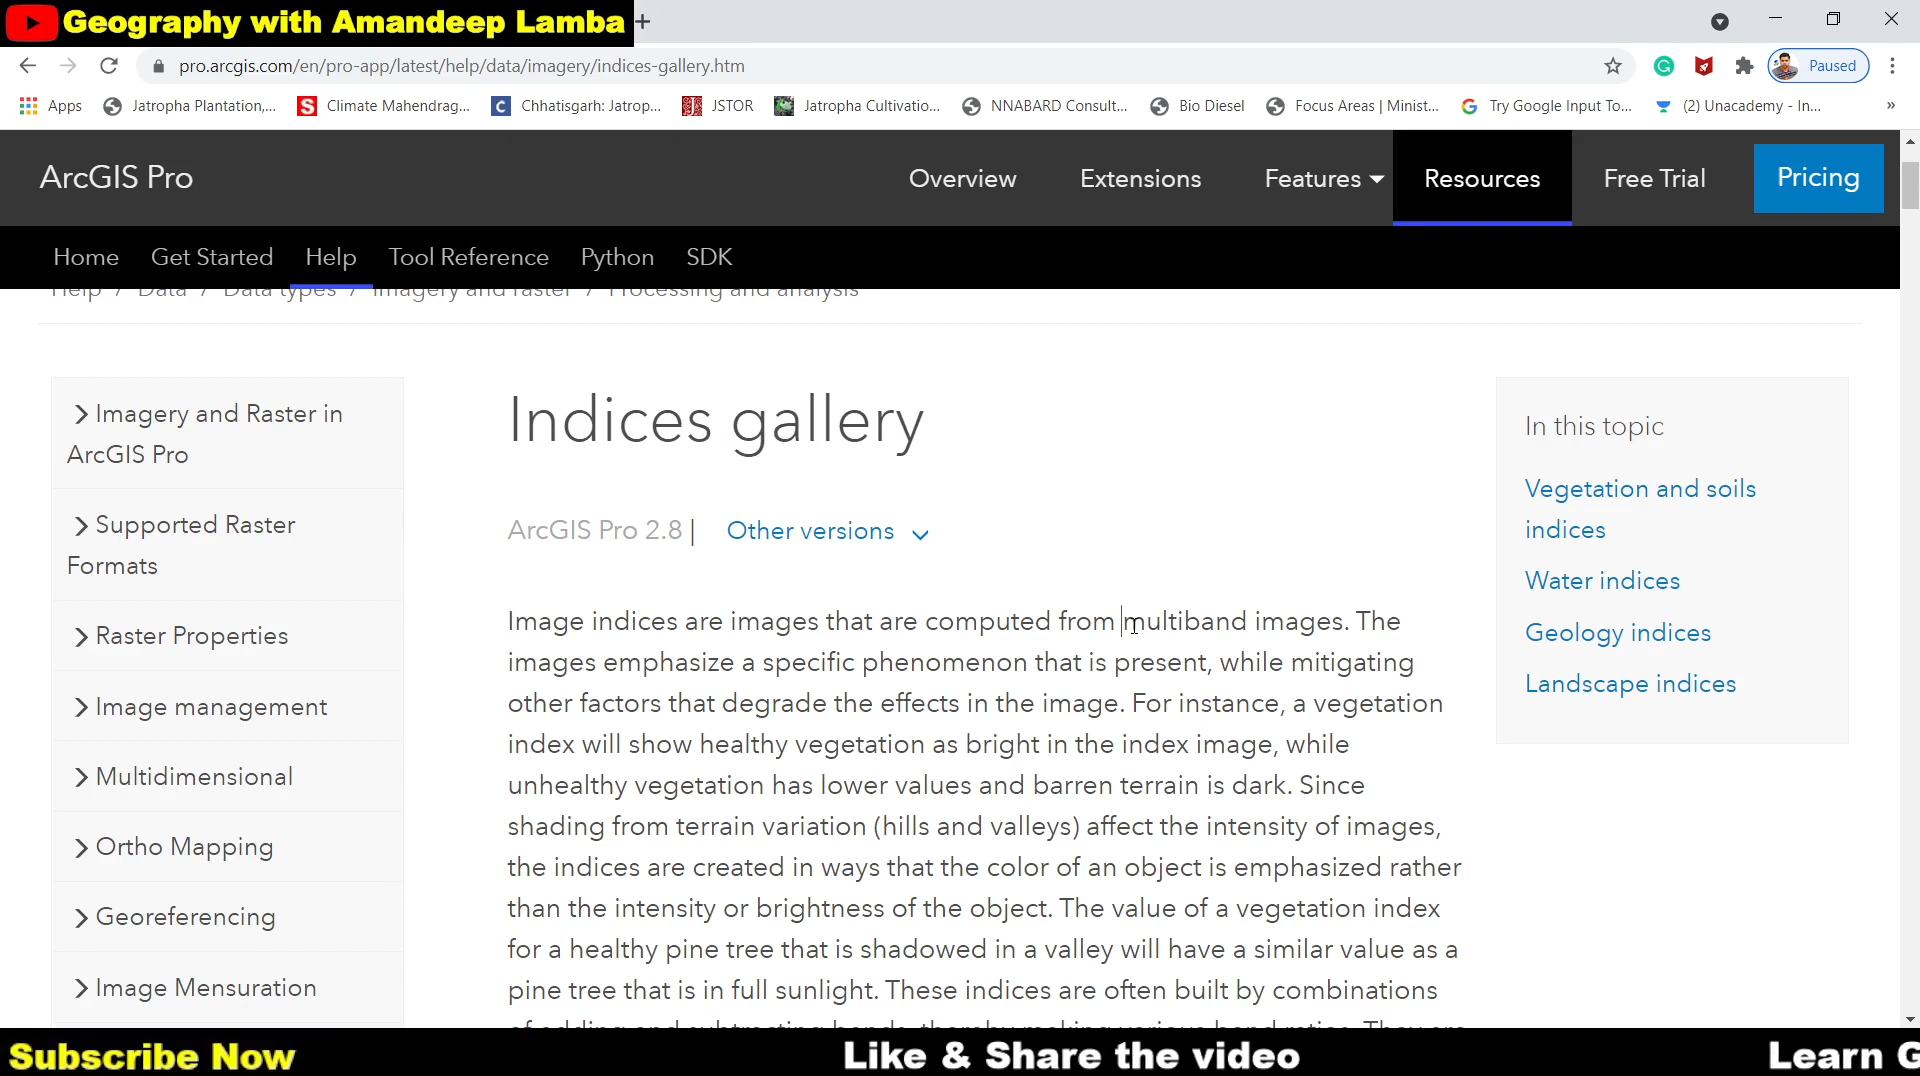 Geography with Amandeep Lamba
pro.arcgis.com/en/pro-app/latest/help/data/imagery/indices-gallery.htm
Paused
Apps
Jatropha Plantation,...
Climate Mahendrag...
Chhatisgarh: Jatrop...
JSTOR
Jatropha Cultivatio...
NNABARD Consult...
Bio Diesel
Focus Areas | Minist...
Try Google Input To...
(2) Unacademy - In...
»
ArcGIS Pro
Overview
Extensions
Features
Resources
Free Trial
Pricing
Home
Get Started
Help
Tool Reference
Python
SDK
Help / Data / Data types / Imagery and raster / Processing and analysis
Imagery and Raster in
ArcGIS Pro
Supported Raster
Formats
Raster Properties
Image management
Multidimensional
Ortho Mapping
Georeferencing
Image Mensuration
Indices gallery
ArcGIS Pro 2.8 |
Other versions
Image indices are images that are computed from multiband images. The
images emphasize a specific phenomenon that is present, while mitigating
other factors that degrade the effects in the image. For instance, a vegetation
index will show healthy vegetation as bright in the index image, while
unhealthy vegetation has lower values and barren terrain is dark. Since
shading from terrain variation (hills and valleys) affect the intensity of images,
the indices are created in ways that the color of an object is emphasized rather
than the intensity or brightness of the object. The value of a vegetation index
for a healthy pine tree that is shadowed in a valley will have a similar value as a
pine tree that is in full sunlight. These indices are often built by combinations
of adding and subtracting bands, thereby making various band ratios. They are
In this topic
Vegetation and soils
indices
Water indices
Geology indices
Landscape indices
Subscribe Now
Like & Share the video
Learn G